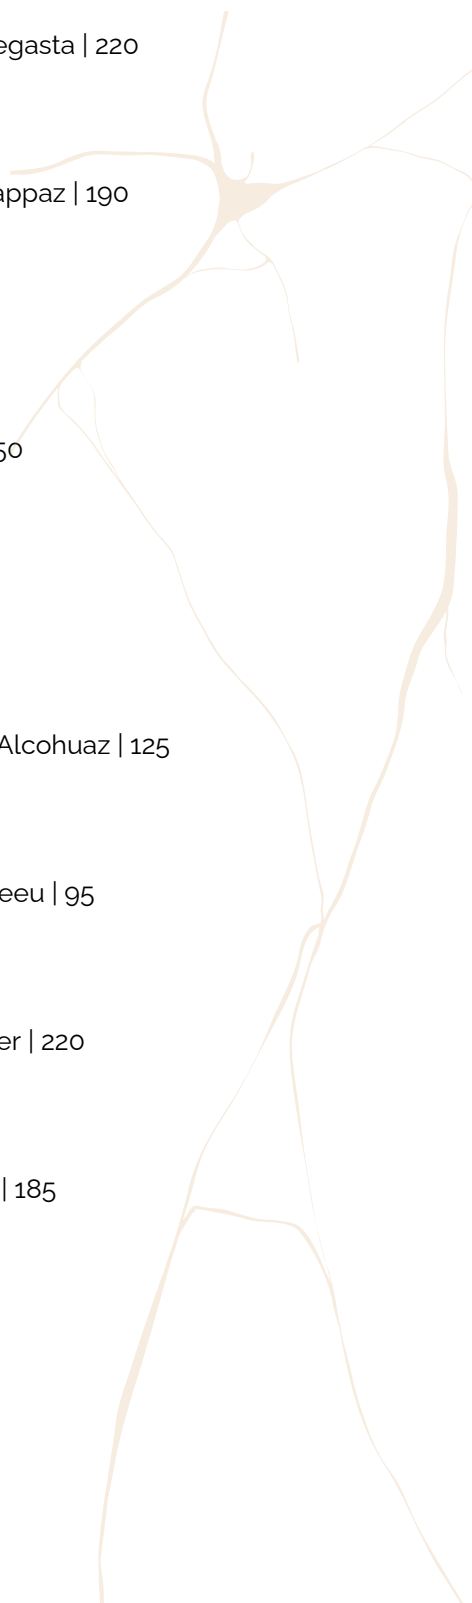 egasta | 220
appaz | 190
50
Alcohuaz | 125
eeu | 95
er | 220
| 185